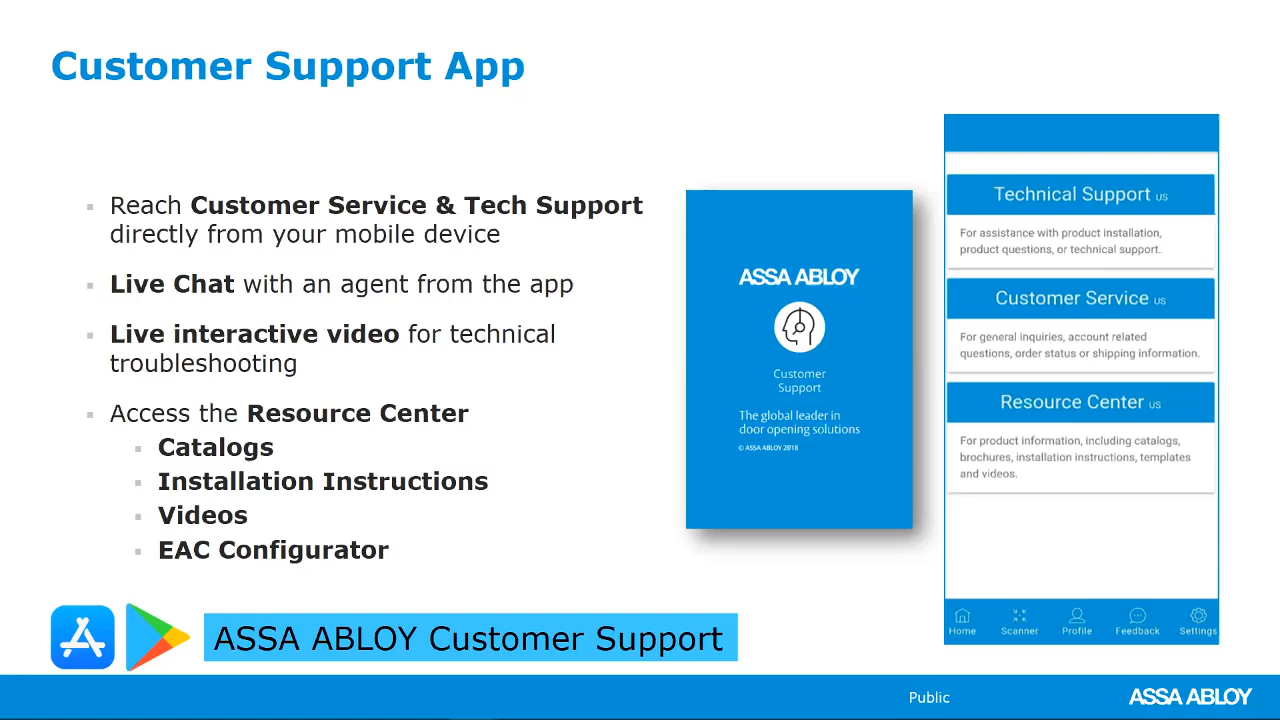 Customer Support App
Reach Customer Service & Tech Support
directly from your mobile device
Live Chat with an agent from the app
Live interactive video for technical
troubleshooting
Access the Resource Center
Catalogs
Installation Instructions
Videos
EAC Configurator
ASSA ABLOY Customer Support
ASSA ABLOY
Customer
Support
The global leader in
door opening solutions
© ASSA ABLOY 2018
Technical Support US
For assistance with product installation,
product questions, or technical support.
Customer Service US
For general inquiries, account related
questions, order status or shipping information.
Resource Center US
For product information, including catalogs,
brochures, installation instructions, templates
and videos.
Home Scanner Profile Feedback Settings
Public
ASSA ABLOY